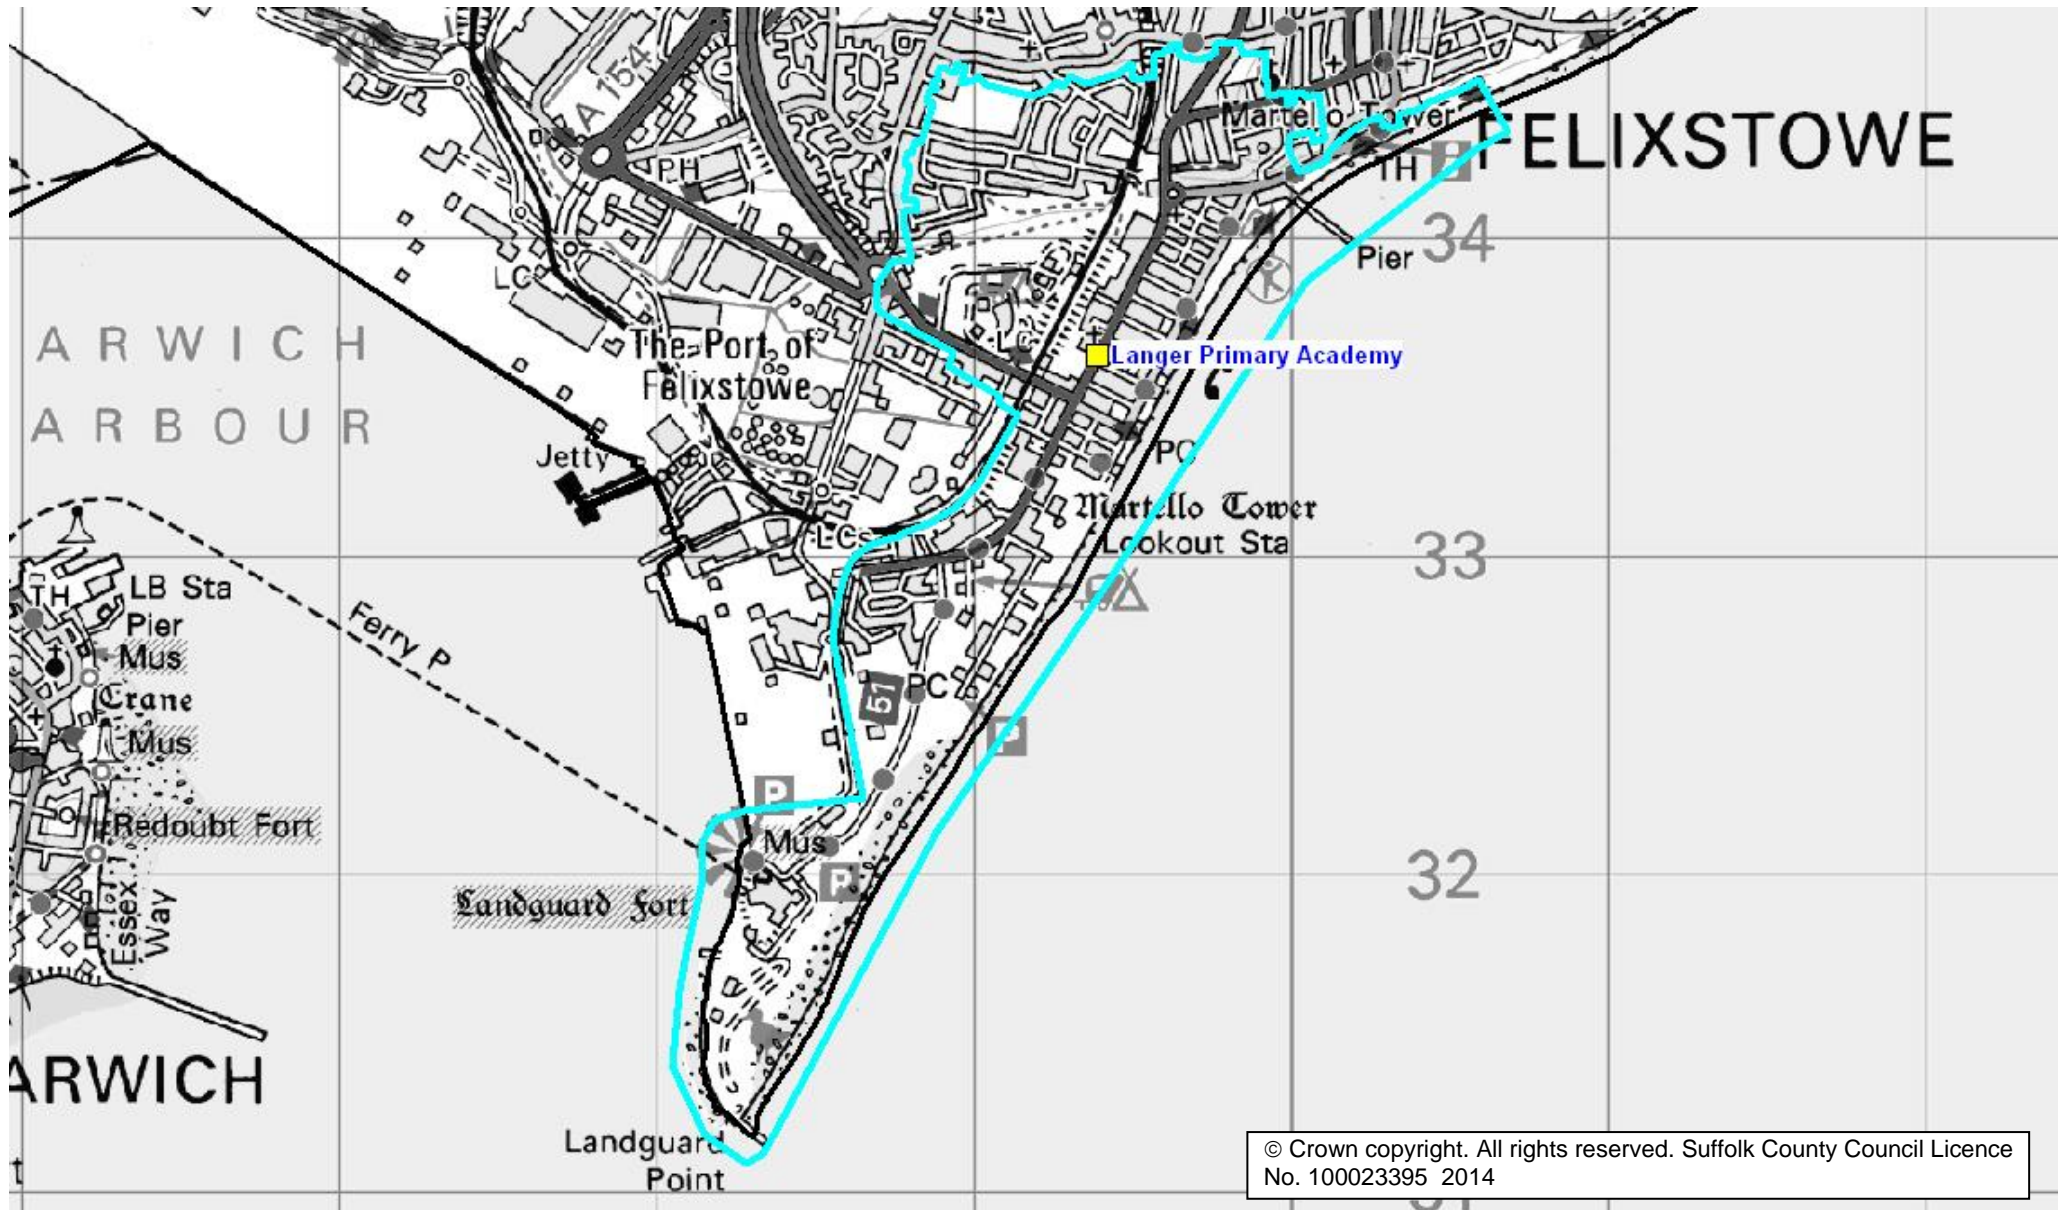 A 154
PH
Martello Tower
FELIXSTOWE
TH
i
34
Pier
LC
LC
A R W I C H
A R B O U R
The Port of
Felixstowe
Langer Primary Academy
Jetty
PC
Martello Tower
Lookout Sta
LCs
33
TH
LB Sta
Pier
Mus
Ferry P
Crane
Mus
51
PC
P
P
Redoubt Fort
Mus
P
32
Landguard Fort
Essex
Way
ARWICH
Landguard
Point
t
© Crown copyright. All rights reserved. Suffolk County Council Licence
No. 100023395 2014